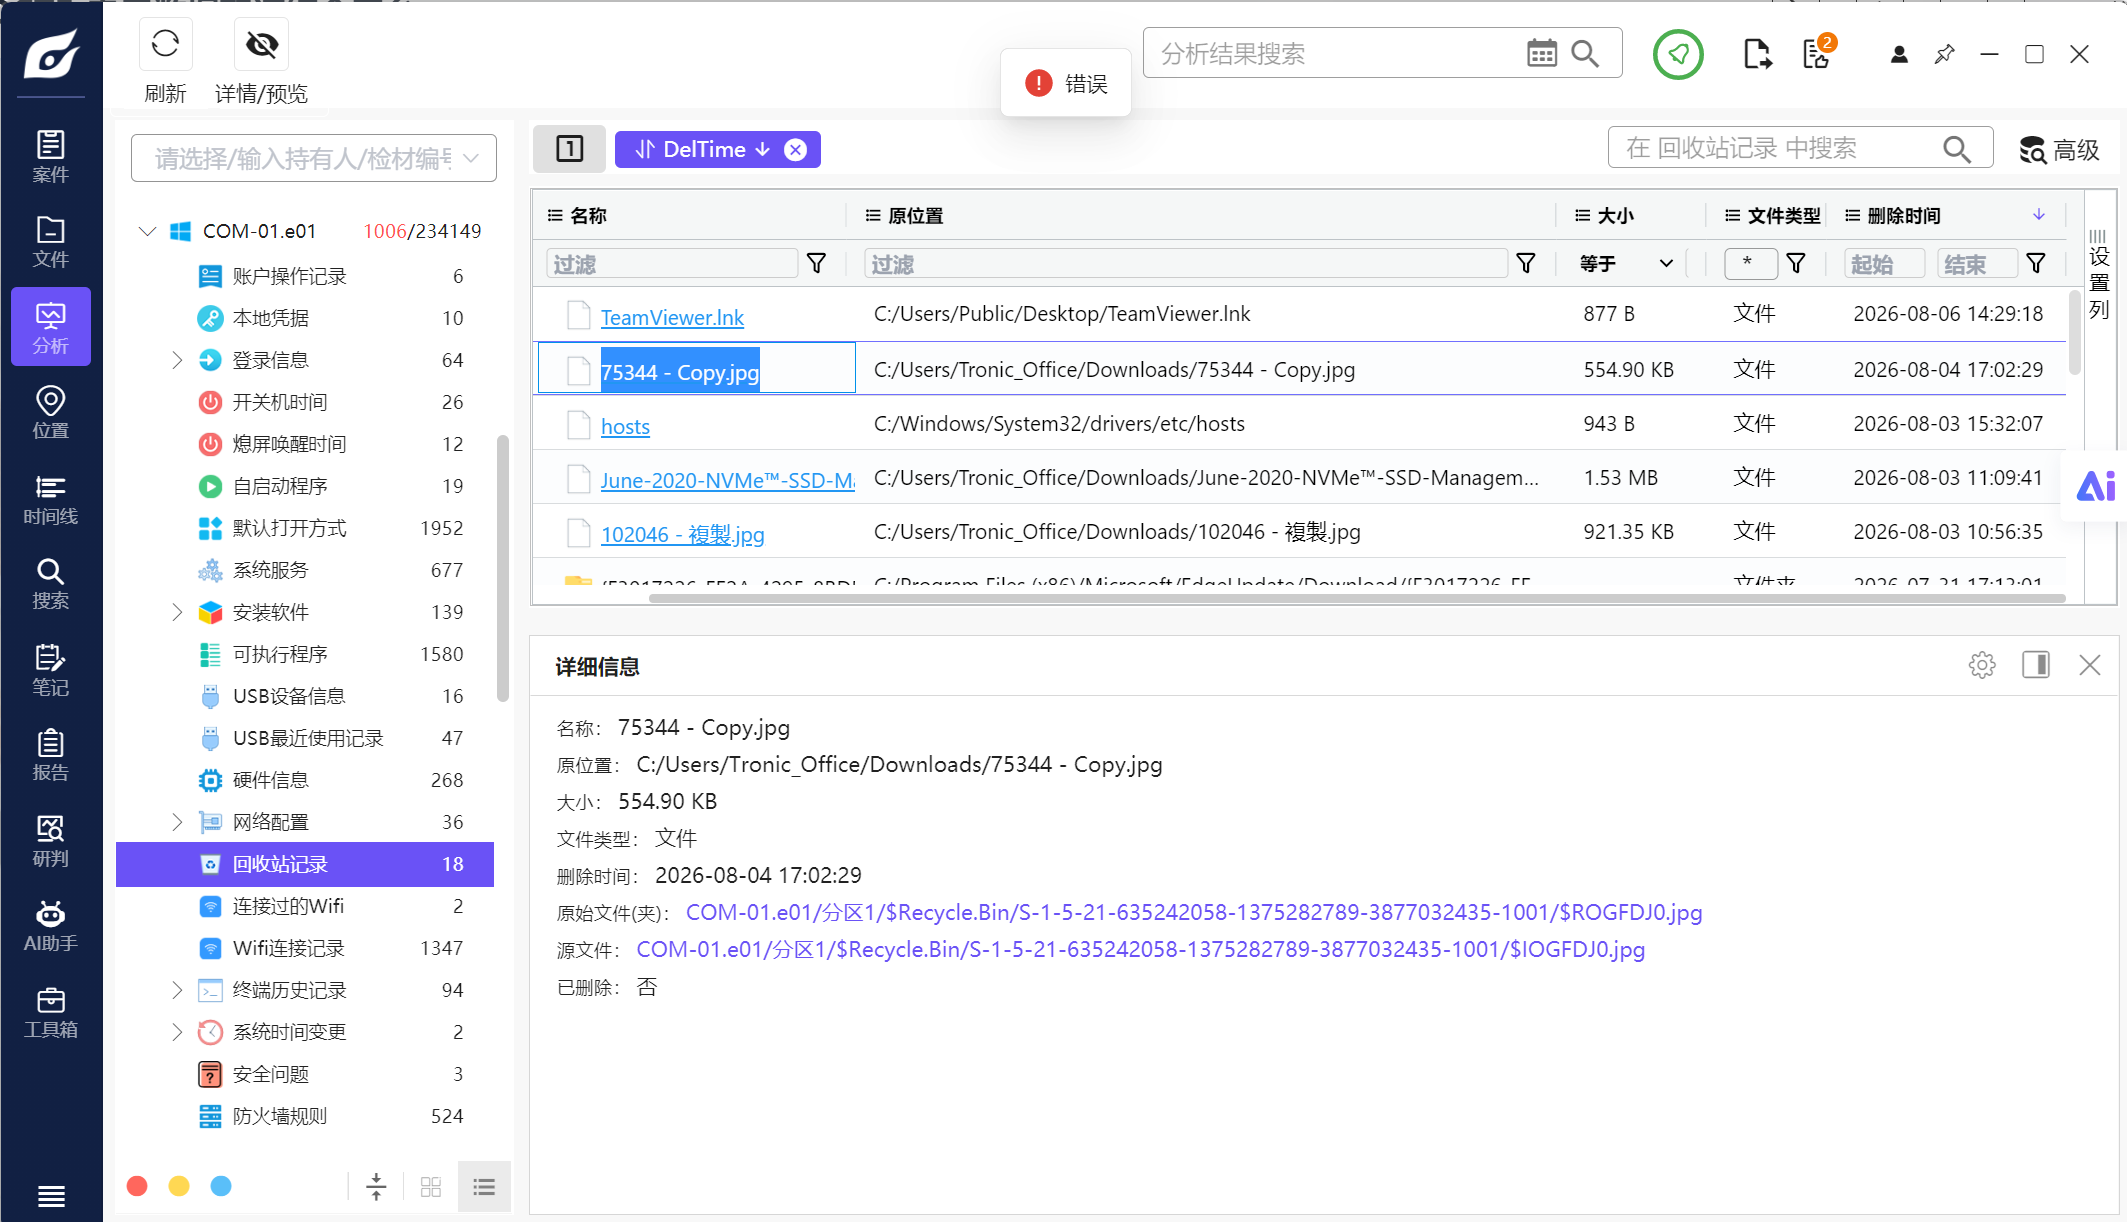 刷新
详情/预览
错误
分析结果搜索
2
案件
文件
分析
位置
时间线
搜索
笔记
报告
研判
AI助手
工具箱
请选择/输入持有人/检材编号
COM-01.e01 1006/234149
账户操作记录 6
本地凭据 10
登录信息 64
开关机时间 26
熄屏唤醒时间 12
自启动程序 19
默认打开方式 1952
系统服务 677
安装软件 139
可执行程序 1580
USB设备信息 16
USB最近使用记录 47
硬件信息 268
网络配置 36
回收站记录 18
连接过的Wifi 2
Wifi连接记录 1347
终端历史记录 94
系统时间变更 2
安全问题 3
防火墙规则 524
1
DelTime
在 回收站记录 中搜索
高级
名称 原位置 大小 文件类型 删除时间
过滤 过滤 等于 * 起始 结束
TeamViewer.lnk C:/Users/Public/Desktop/TeamViewer.lnk 877 B 文件 2026-08-06 14:29:18
75344 - Copy.jpg C:/Users/Tronic_Office/Downloads/75344 - Copy.jpg 554.90 KB 文件 2026-08-04 17:02:29
hosts C:/Windows/System32/drivers/etc/hosts 943 B 文件 2026-08-03 15:32:07
June-2020-NVMe™-SSD-Ma C:/Users/Tronic_Office/Downloads/June-2020-NVMe™-SSD-Managem... 1.53 MB 文件 2026-08-03 11:09:41
102046 - 複製.jpg C:/Users/Tronic_Office/Downloads/102046 - 複製.jpg 921.35 KB 文件 2026-08-03 10:56:35
C:/Program Files (x86)/Microsoft/EdgeUpdate/Download/ 文件夹 2026-07-31 17:13:01
设置列
Ai
详细信息
名称： 75344 - Copy.jpg
原位置： C:/Users/Tronic_Office/Downloads/75344 - Copy.jpg
大小： 554.90 KB
文件类型： 文件
删除时间： 2026-08-04 17:02:29
原始文件(夹)： COM-01.e01/分区1/$Recycle.Bin/S-1-5-21-635242058-1375282789-3877032435-1001/$ROGFDJ0.jpg
源文件： COM-01.e01/分区1/$Recycle.Bin/S-1-5-21-635242058-1375282789-3877032435-1001/$IOGFDJ0.jpg
已删除： 否